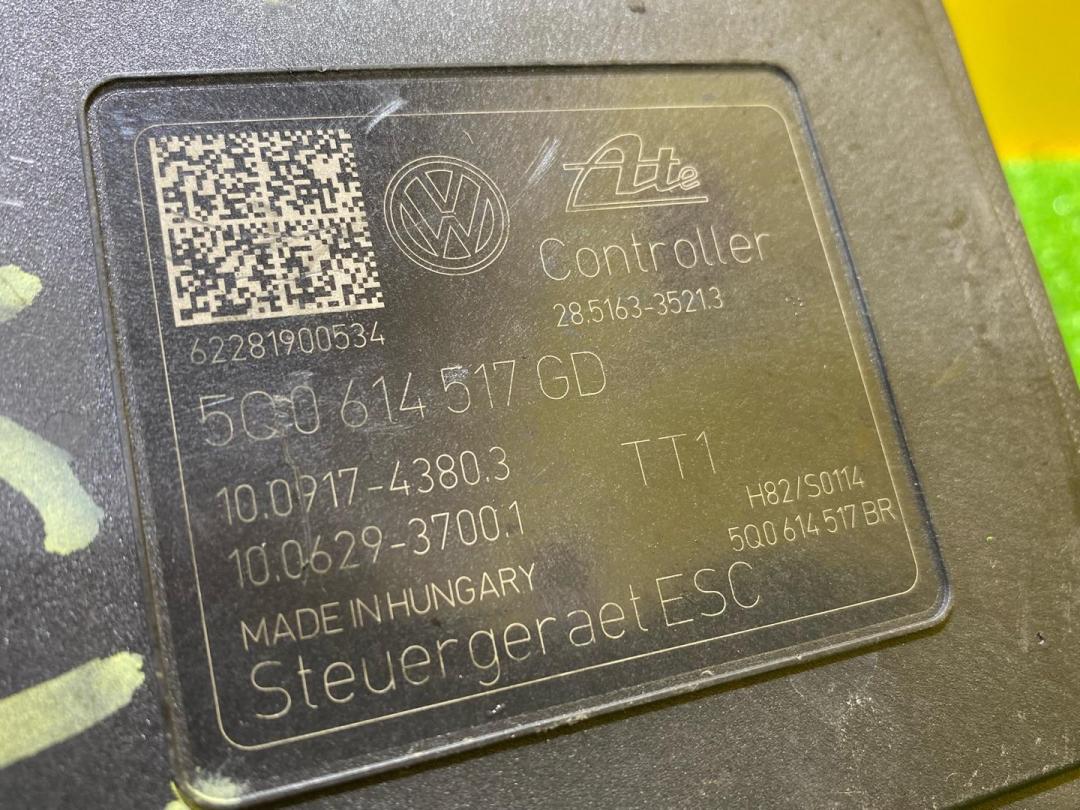 Ate
Controller
28.5163-3521.3
62281900534
5Q0 614 517 GD
10.0917-4380.3
TT1
10.0629-3700.1
H82/S0114
5Q0 614 517 BR
MADE IN HUNGARY
Steuergeraet ESC